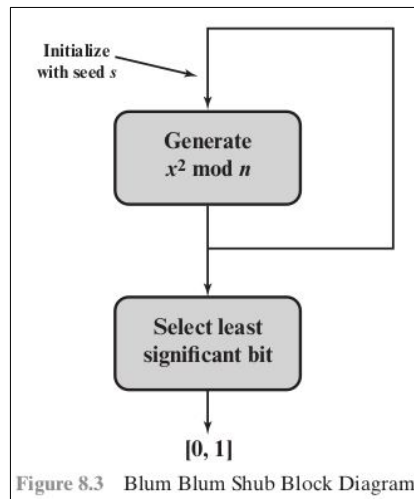 Initialize
with seed s
Generate
x² mod n
Select least
significant bit
[0, 1]
Figure 8.3 Blum Blum Shub Block Diagram